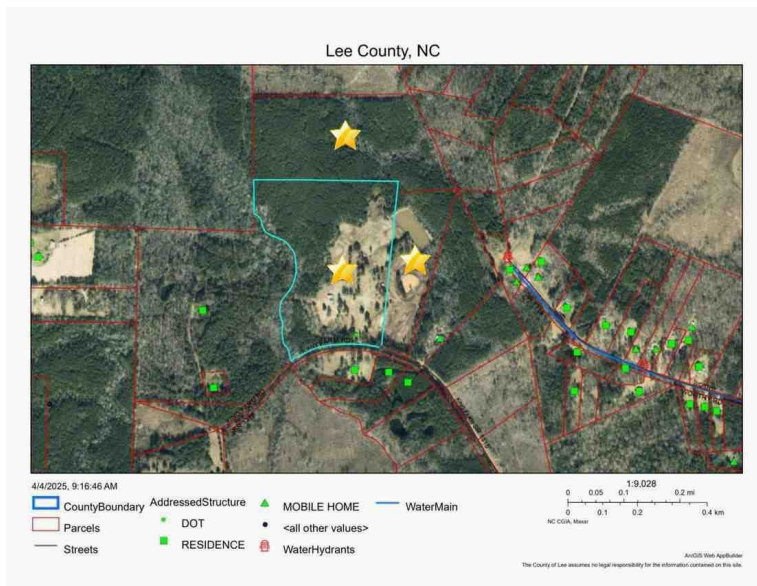 Lee County, NC
4/4/2025, 9:16:46 AM
CountyBoundary
Parcels
Streets
AddressedStructure
DOT
RESIDENCE
MOBILE HOME
<all other values>
WaterHydrants
WaterMain
1:9,028
0 0.05 0.1 0.2 mi
0 0.1 0.2 0.4 km
NC CGIA, Maxar
ArcGIS Web AppBuilder
The County of Lee assumes no legal responsibility for the information contained on this site.